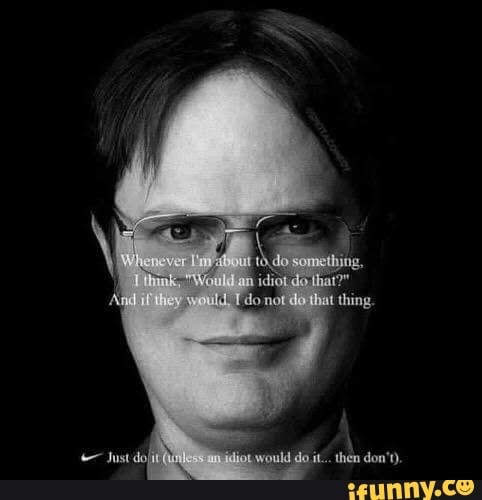 Whenever I'm about to do something,
I think, "Would an idiot do that?"
And if they would, I do not do that thing.
Just do it (unless an idiot would do it... then don't).
ifunny.co